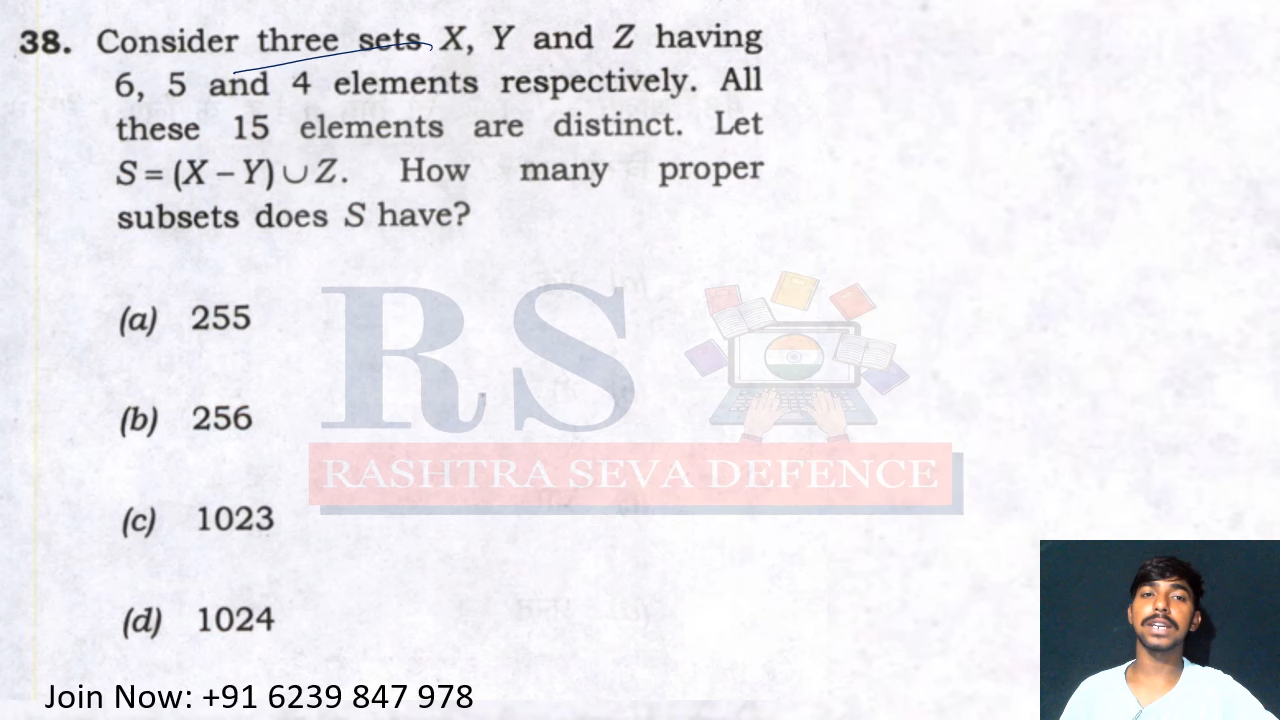 38. Consider three sets X, Y and Z having
6, 5 and 4 elements respectively. All
these 15 elements are distinct. Let
S = (X – Y) ∪ Z. How many proper
subsets does S have?
(a) 255
(b) 256
(c) 1023
(d) 1024
RS
RASHTRA SEVA DEFENCE
Join Now: +91 6239 847 978